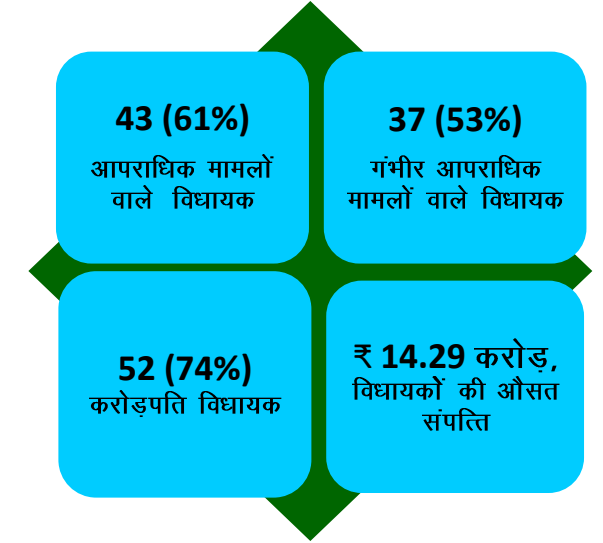 43 (61%)
आपराधिक मामलों
वाले विधायक
37 (53%)
गंभीर आपराधिक
मामलों वाले विधायक
52 (74%)
करोड़पति विधायक
₹ 14.29 करोड़,
विधायकों की औसत
संपत्ति